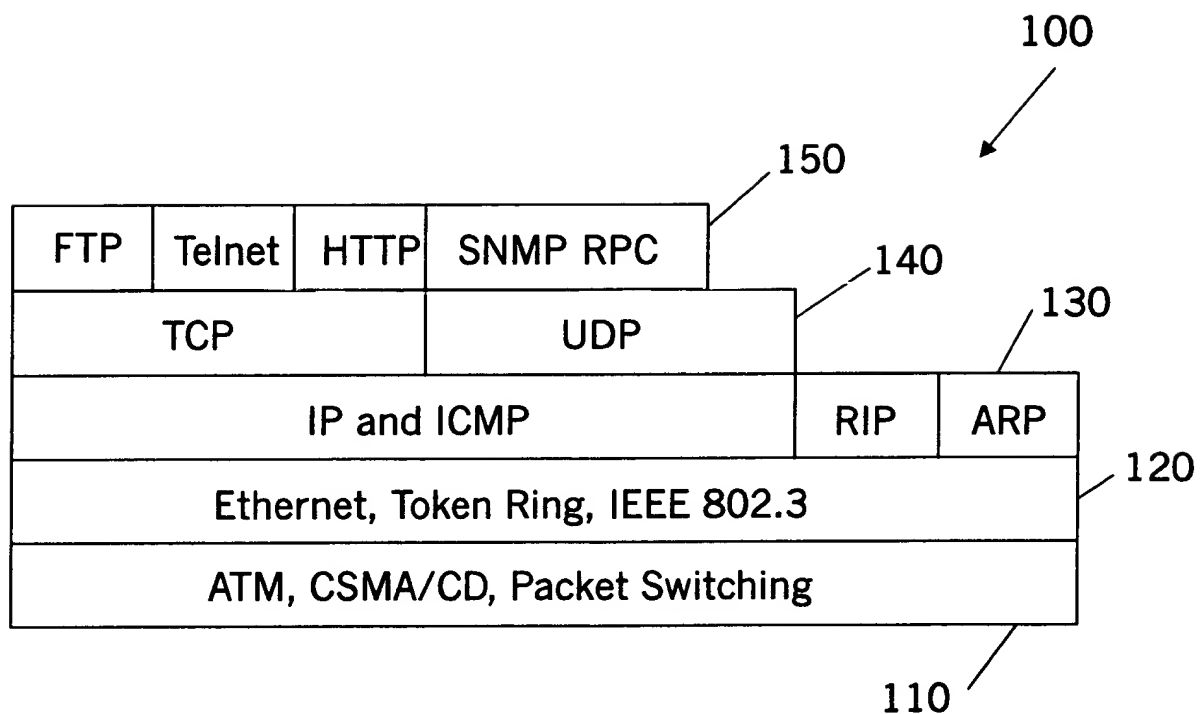 100
150
FTP Telnet HTTP SNMP RPC
140
TCP UDP
130
IP and ICMP RIP ARP
120
Ethernet, Token Ring, IEEE 802.3
ATM, CSMA/CD, Packet Switching
110